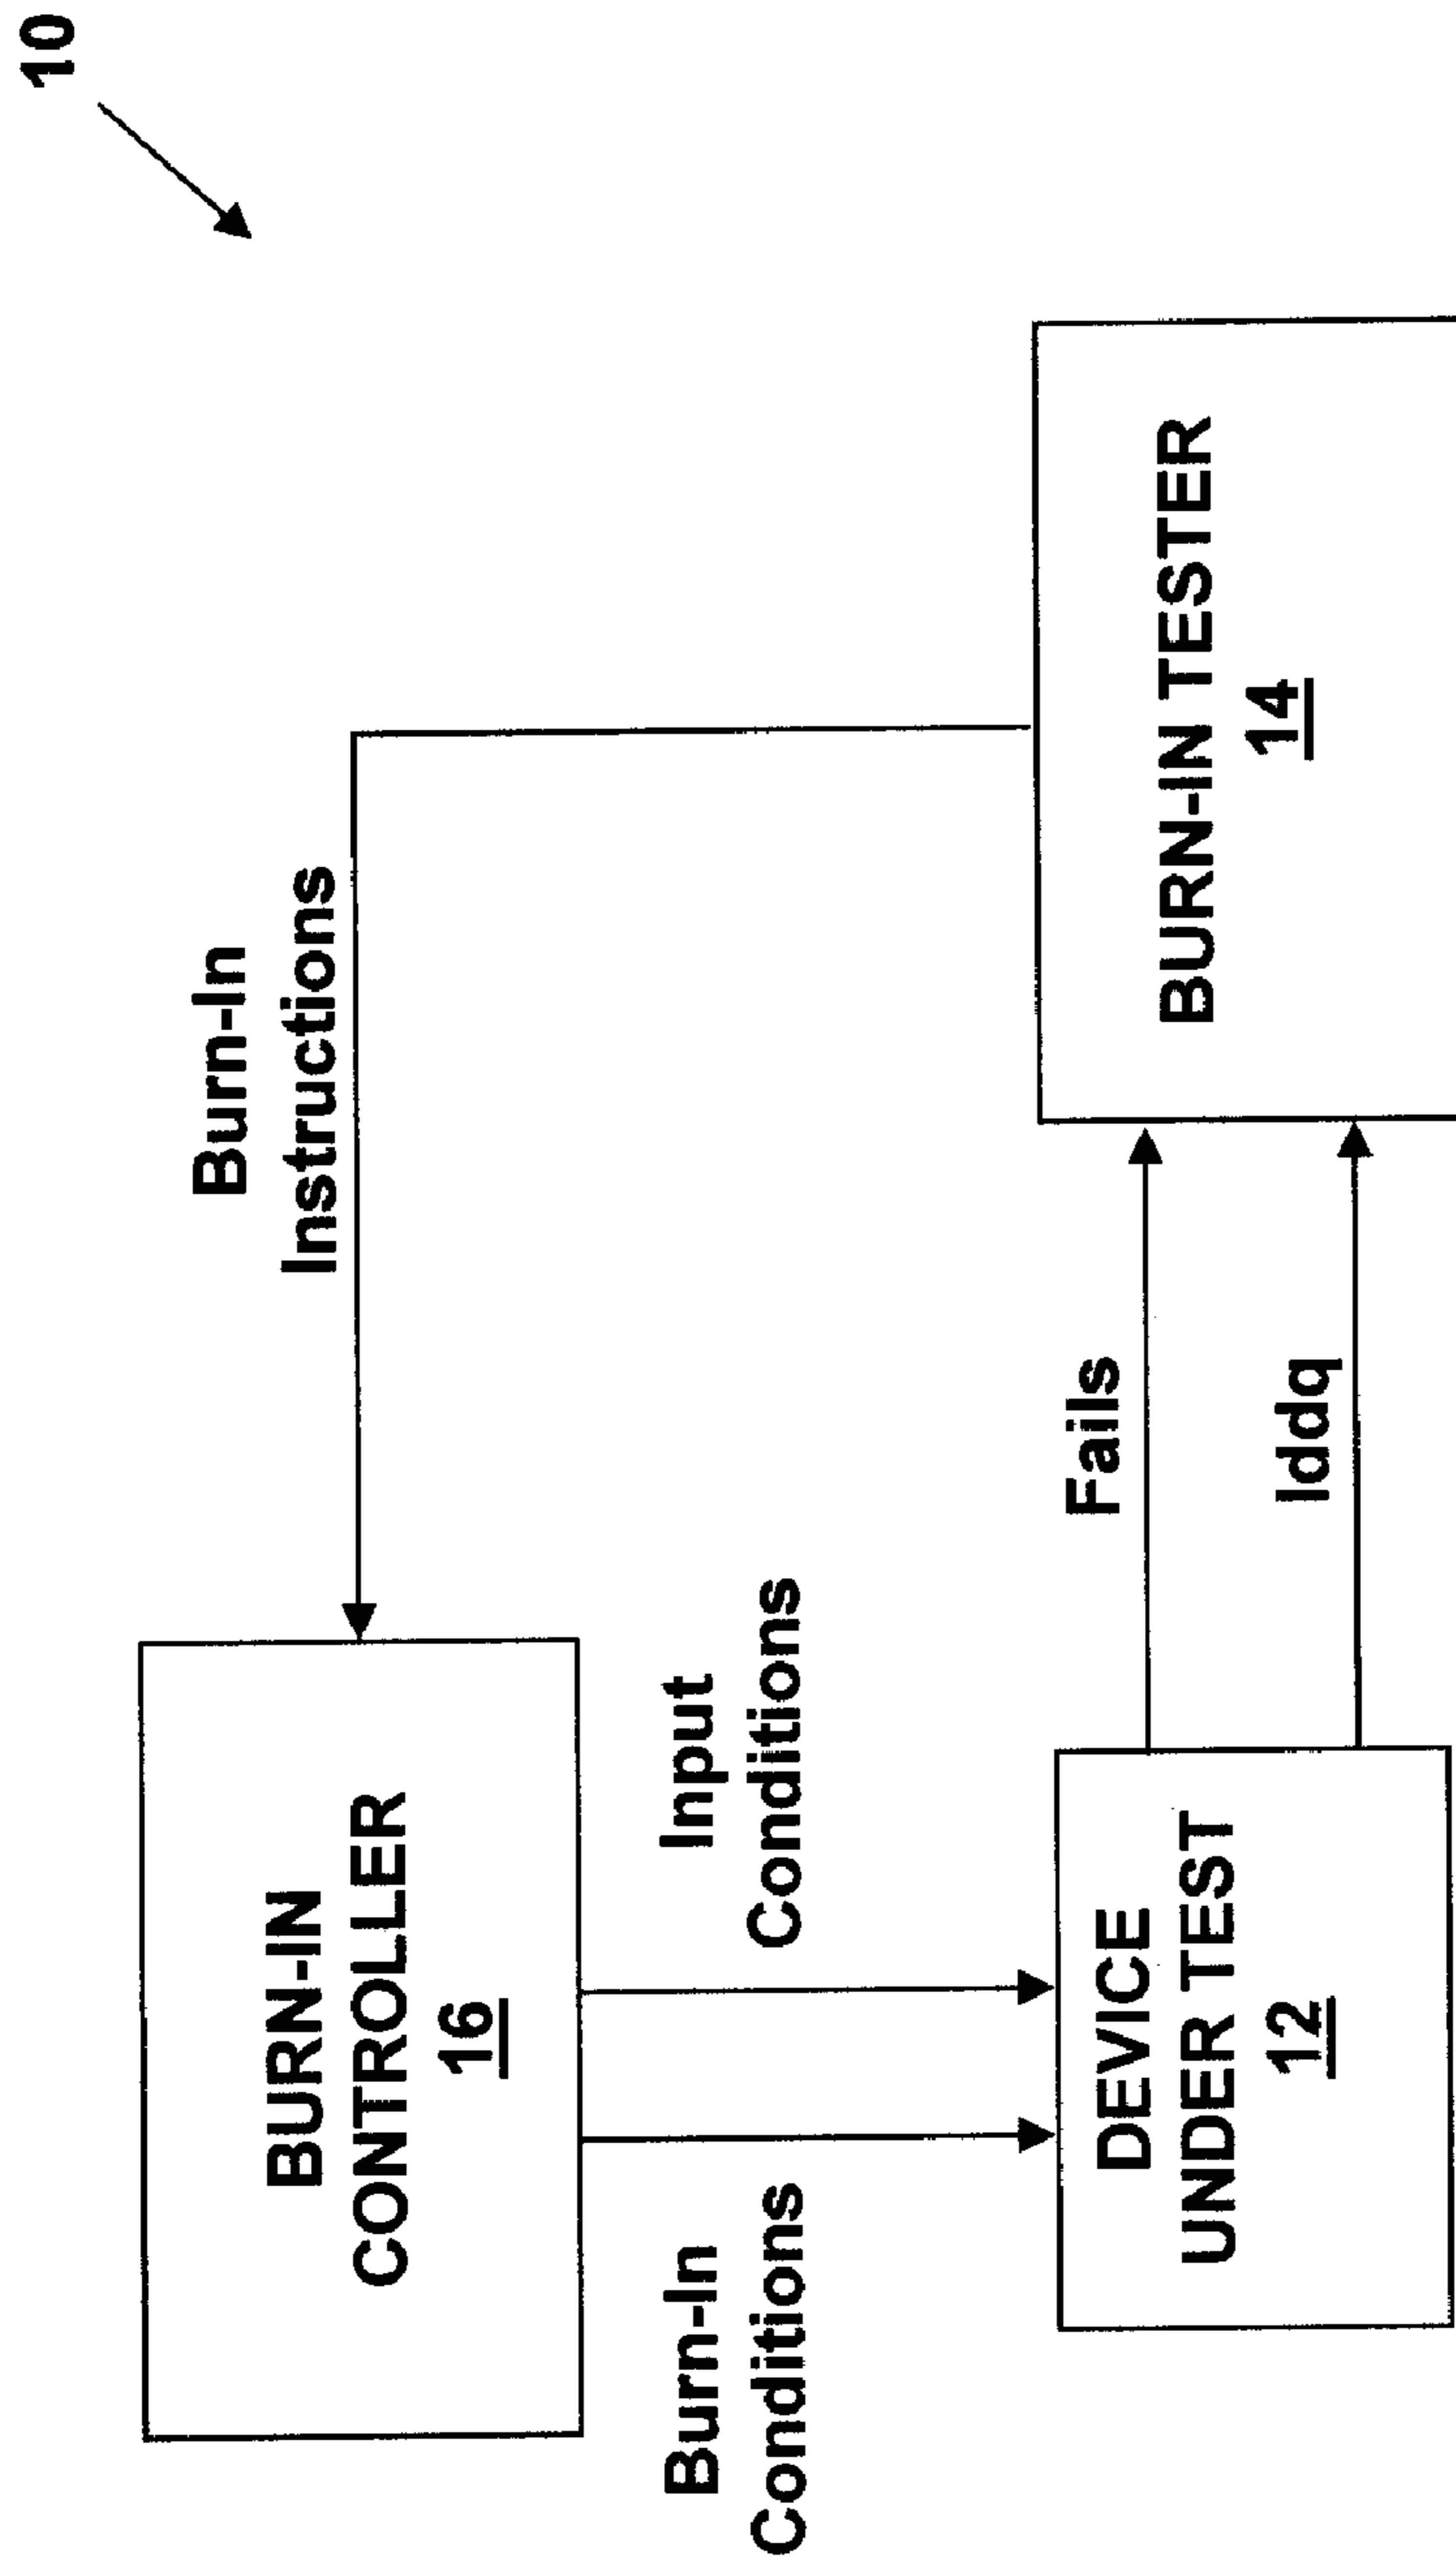 10
Burn-In
Instructions
BURN-IN
CONTROLLER
16
Burn-In
Conditions
Input
Conditions
DEVICE
UNDER TEST
12
Fails
Iddq
BURN-IN TESTER
14